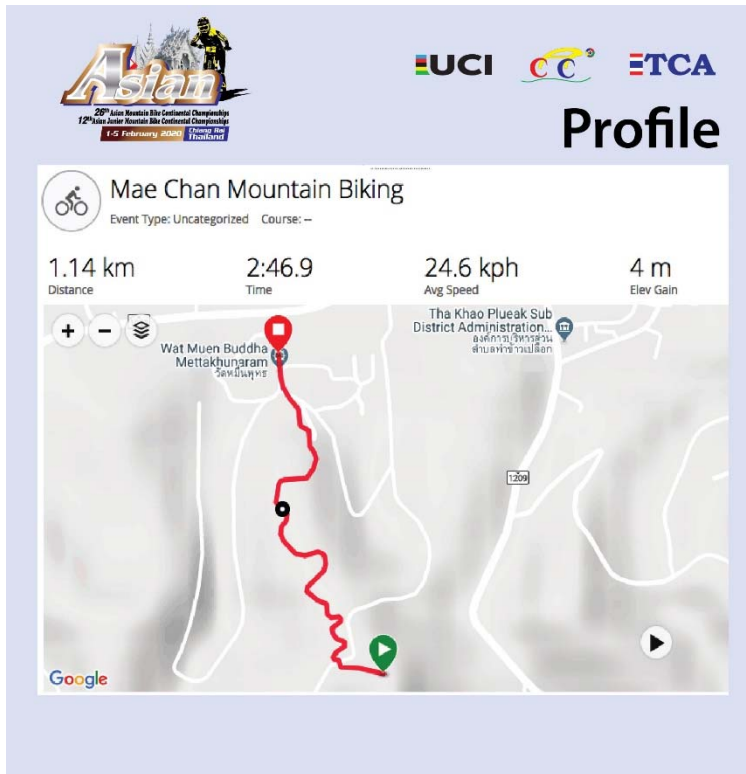 Asian
26th Asian Mountain Bike Continental Championships
12th Asian Junior Mountain Bike Continental Championships
1-5 February 2020 Chiang Rai Thailand
UCI CC TCA
Profile
Mae Chan Mountain Biking
Event Type: Uncategorized Course: --
1.14 km 2:46.9 24.6 kph 4 m
Distance Time Avg Speed Elev Gain
Tha Khao Plueak Sub
District Administration...
องค์การบริหารส่วน
ตำบลท่าข้าวเปลือก
Wat Muen Buddha
Mettakhunaram
วัดหมื่นพุทธ
1209
Google